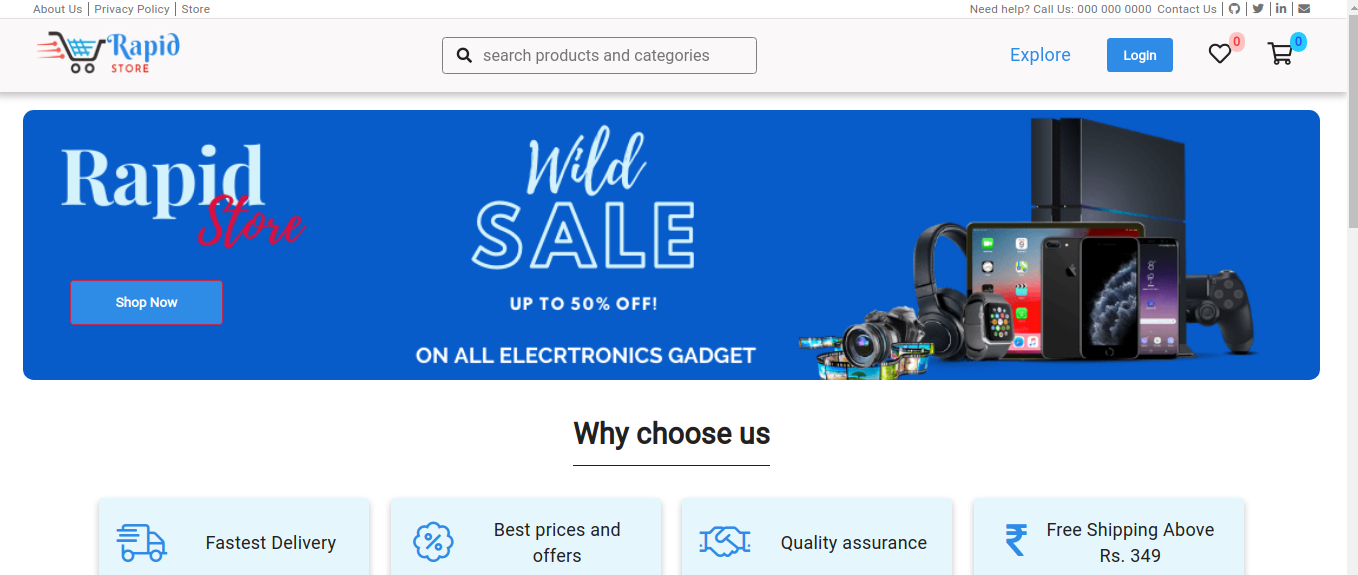 About Us | Privacy Policy | Store
Need help? Call Us: 000 000 0000 Contact Us
Rapid
STORE
search products and categories
Explore
Login
0
0
Rapid
Store
Shop Now
Wild
SALE
UP TO 50% OFF!
ON ALL ELECRTRONICS GADGET
Why choose us
Fastest Delivery
Best prices and
offers
Quality assurance
Free Shipping Above
Rs. 349